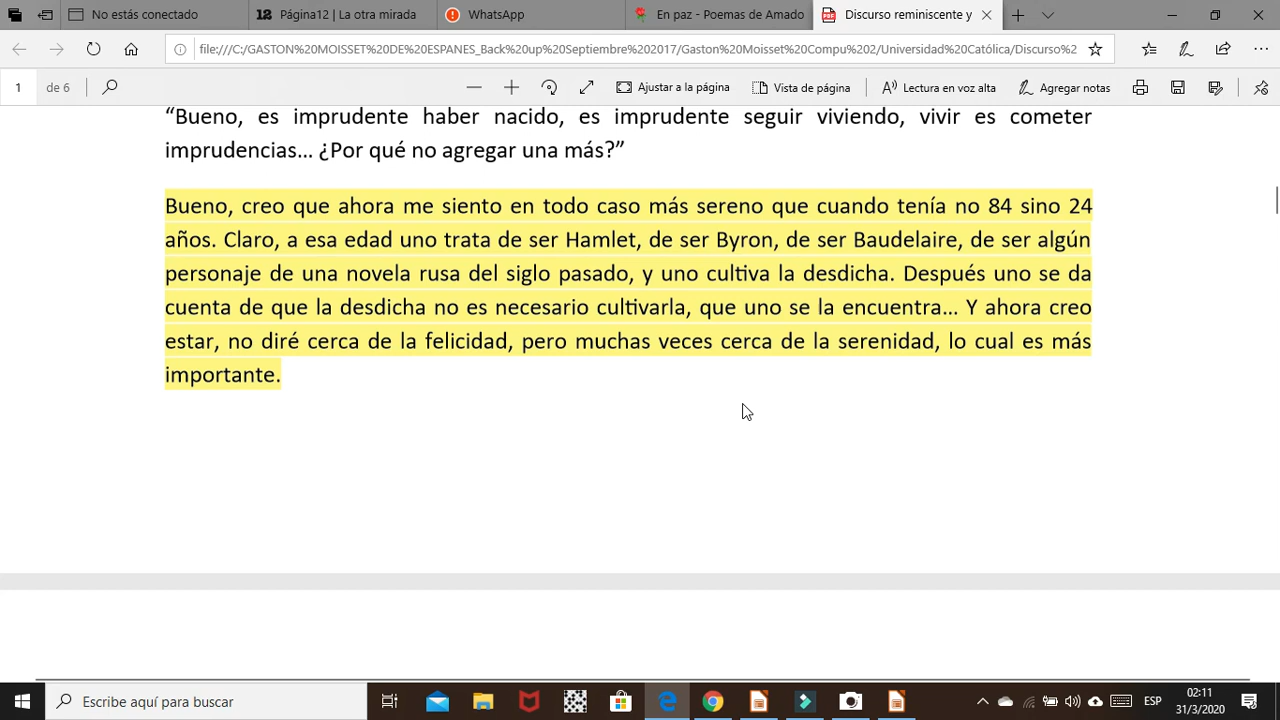 No estás conectado
12 Página12 | La otra mirada
WhatsApp
En paz - Poemas de Amado
Discurso reminiscente y
file:///C:/GASTON%20MOISSET%20DE%20ESPANES_Back%20up%20Septiembre%202017/Gaston%20Moisset%20Compu%202/Universidad%20Católica/Discurso%2
1 de 6
Ajustar a la página
Vista de página
Lectura en voz alta
Agregar notas
“Bueno, es imprudente haber nacido, es imprudente seguir viviendo, vivir es cometer
imprudencias... ¿Por qué no agregar una más?”
Bueno, creo que ahora me siento en todo caso más sereno que cuando tenía no 84 sino 24
años. Claro, a esa edad uno trata de ser Hamlet, de ser Byron, de ser Baudelaire, de ser algún
personaje de una novela rusa del siglo pasado, y uno cultiva la desdicha. Después uno se da
cuenta de que la desdicha no es necesario cultivarla, que uno se la encuentra... Y ahora creo
estar, no diré cerca de la felicidad, pero muchas veces cerca de la serenidad, lo cual es más
importante.
Escribe aquí para buscar
ESP
02:11
31/3/2020